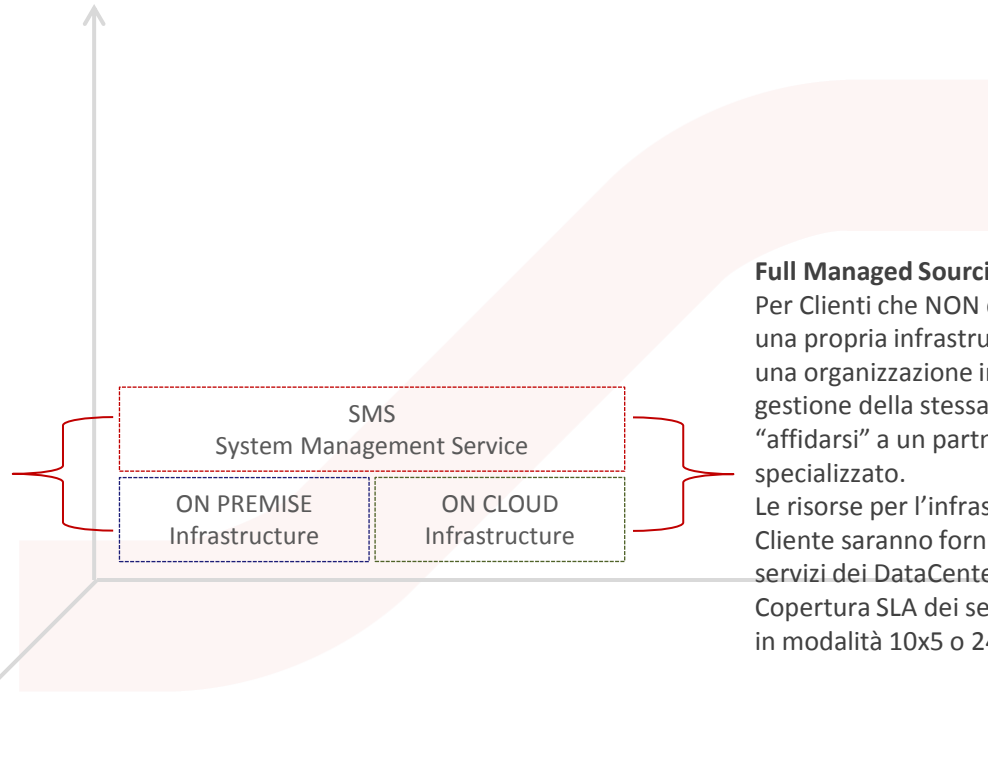 SMS
System Management Service
ON PREMISE
Infrastructure
ON CLOUD
Infrastructure
Full Managed
Per Clienti che NON
una propria
una organizzazione
gestione della stessa
“affidarsi” a un
specializzato.
Le risorse per
Cliente saranno
servizi dei
Copertura SLA dei
in modalità 10x5 o